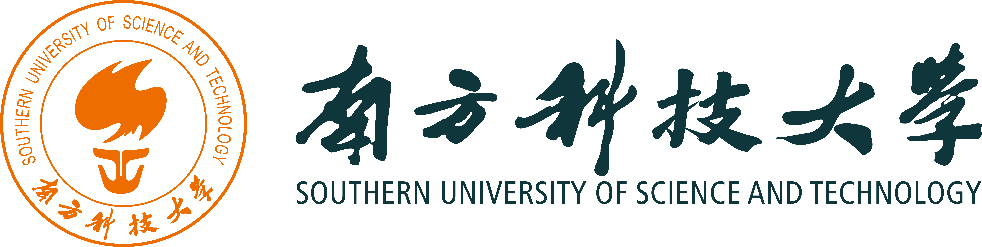 SOUTHERN UNIVERSITY OF SCIENCE AND TECHNOLOGY
南方科技大学
南方科技大学
SOUTHERN UNIVERSITY OF SCIENCE AND TECHNOLOGY